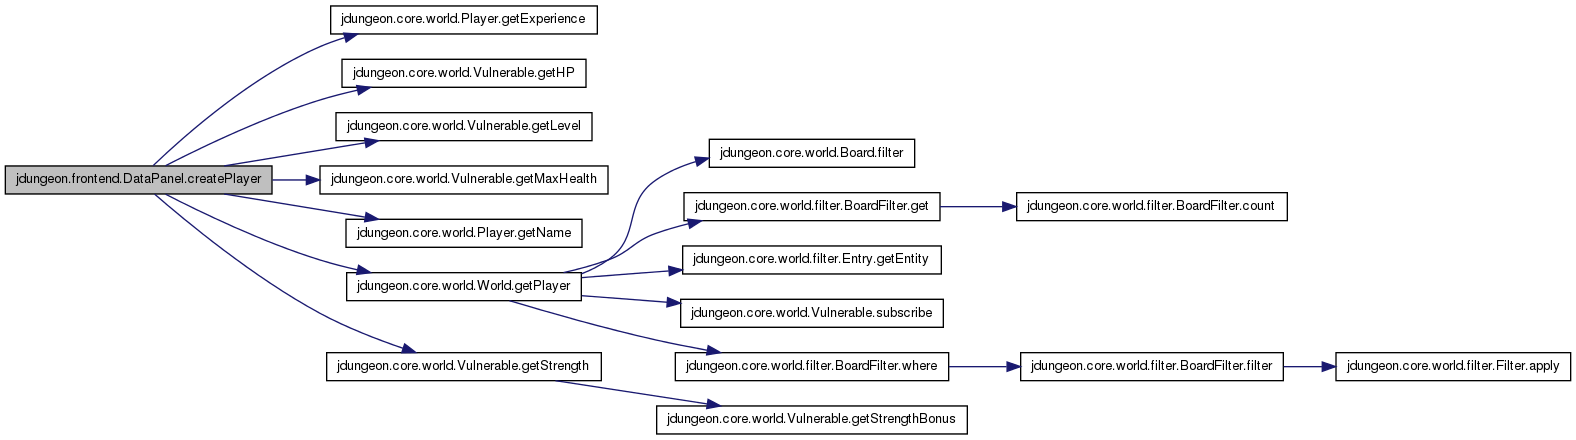 jdungeon.core.world.Player.getExperience
jdungeon.core.world.Vulnerable.getHP
jdungeon.core.world.Vulnerable.getLevel
jdungeon.core.world.Board.filter
jdungeon.frontend.DataPanel.createPlayer
jdungeon.core.world.Vulnerable.getMaxHealth
jdungeon.core.world.filter.BoardFilter.get
jdungeon.core.world.filter.BoardFilter.count
jdungeon.core.world.Player.getName
jdungeon.core.world.filter.Entry.getEntity
jdungeon.core.world.World.getPlayer
jdungeon.core.world.Vulnerable.subscribe
jdungeon.core.world.Vulnerable.getStrength
jdungeon.core.world.filter.BoardFilter.where
jdungeon.core.world.filter.BoardFilter.filter
jdungeon.core.world.filter.Filter.apply
jdungeon.core.world.Vulnerable.getStrengthBonus